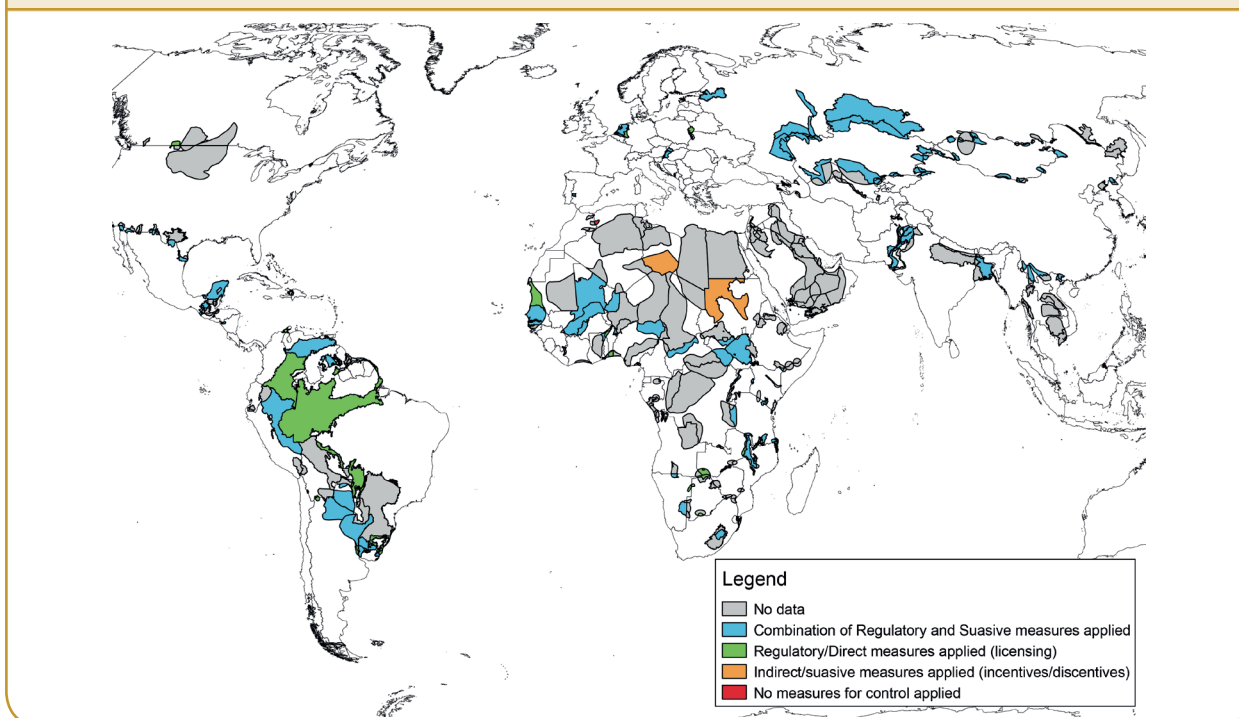 Legend
No data
Combination of Regulatory and Suasive measures applied
Regulatory/Direct measures applied (licensing)
Indirect/suasive measures applied (incentives/discentives)
No measures for control applied